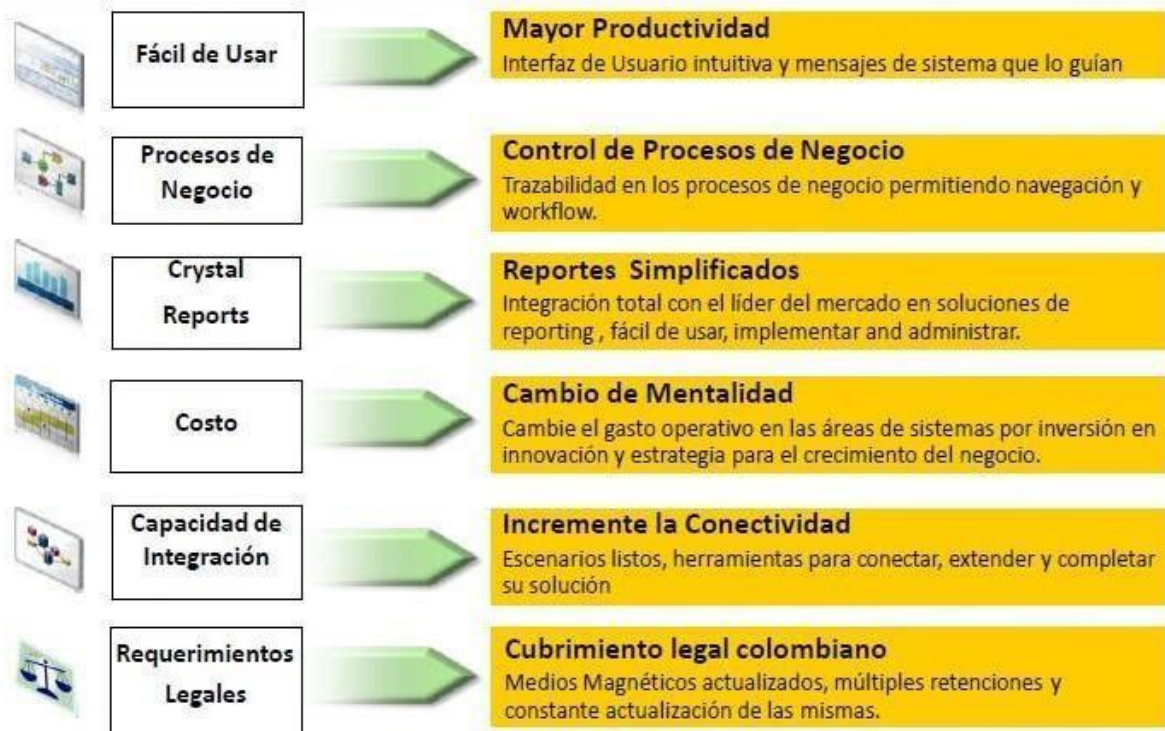 Fácil de Usar
Mayor Productividad
Interfaz de Usuario intuitiva y mensajes de sistema que lo guían
Procesos de
Negocio
Control de Procesos de Negocio
Trazabilidad en los procesos de negocio permitiendo navegación y
workflow.
Crystal
Reports
Reportes Simplificados
Integración total con el líder del mercado en soluciones de
reporting , fácil de usar, implementar and administrar.
Costo
Cambio de Mentalidad
Cambie el gasto operativo en las áreas de sistemas por inversión en
innovación y estrategia para el crecimiento del negocio.
Capacidad de
Integración
Incremente la Conectividad
Escenarios listos, herramientas para conectar, extender y completar
su solución
Requerimientos
Legales
Cubrimiento legal colombiano
Medios Magnéticos actualizados, múltiples retenciones y
constante actualización de las mismas.